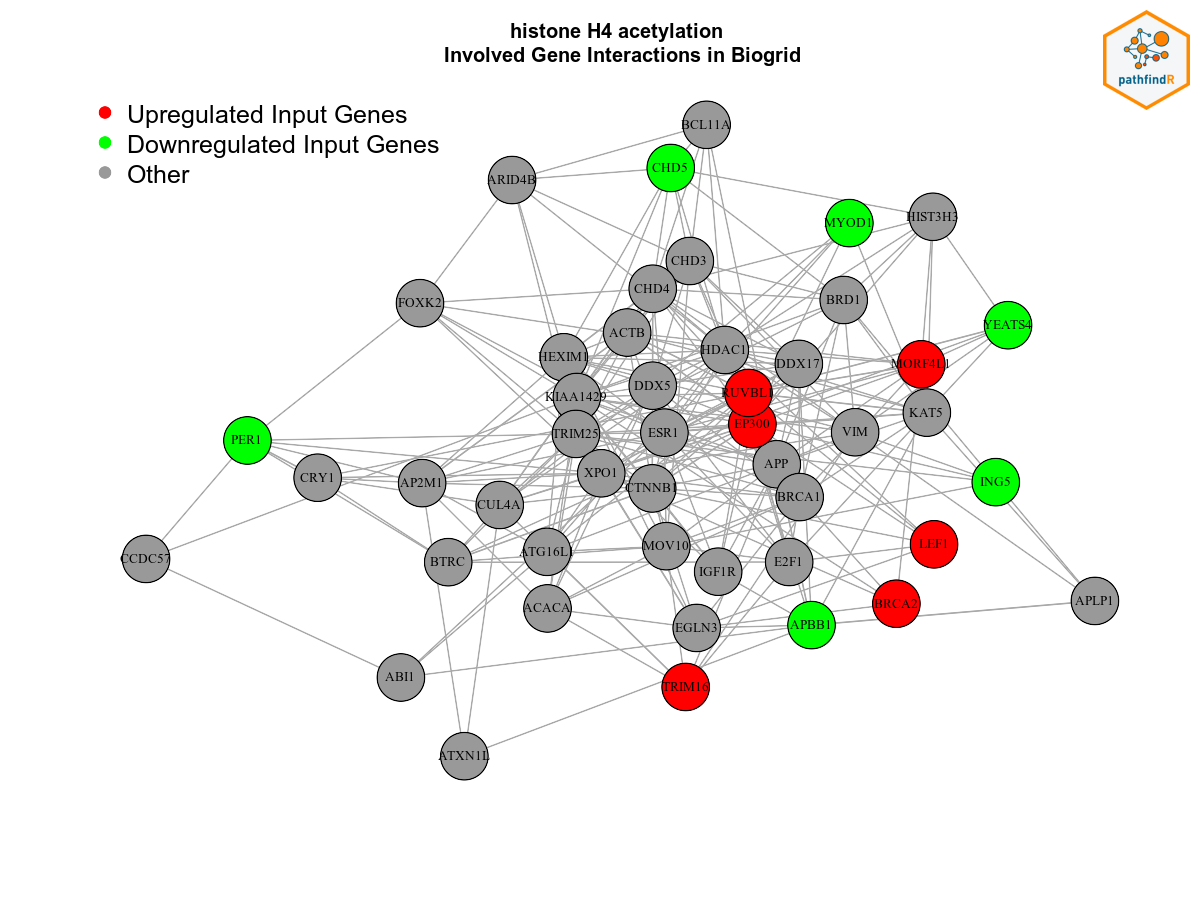 histone H4 acetylation
Involved Gene Interactions in Biogrid
pathfindR
Upregulated Input Genes
Downregulated Input Genes
Other
BCL11A
CHD5
ARID4B
MYOD1
HIST3H3
CHD3
CHD4
FOXK2
BRD1
YEATS4
ACTB
HEXIM1
HDAC1
DDX17
MORF4L1
DDX5
KIAA1429
RUVBL1
KAT5
EP300
TRIM25
ESR1
VIM
PER1
APP
CRY1
AP2M1
XPO1
CTNNB1
ING5
BRCA1
CUL4A
LEF1
MOV10
ATG16L1
CCDC57
BTRC
IGF1R
E2F1
ACACA
BRCA2
APLP1
EGLN3
APBB1
ABI1
TRIM16
ATXN1L